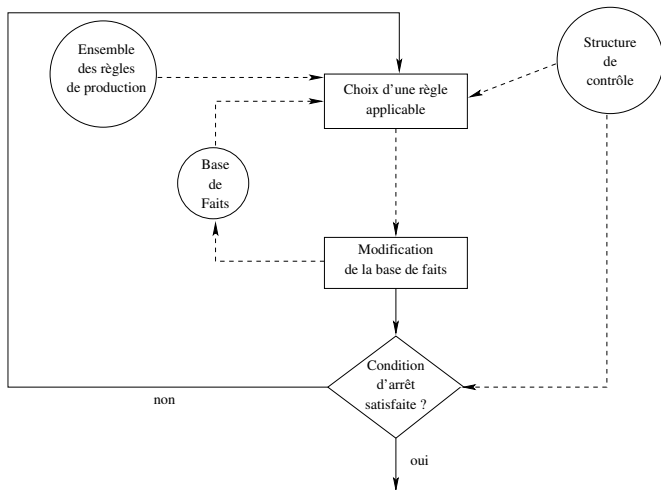 Ensemble
des règles
de production
Structure
de
contrôle
Choix d'une règle
applicable
Base
de
Faits
Modification
de la base de faits
Condition
d'arrêt
satisfaite ?
non
oui